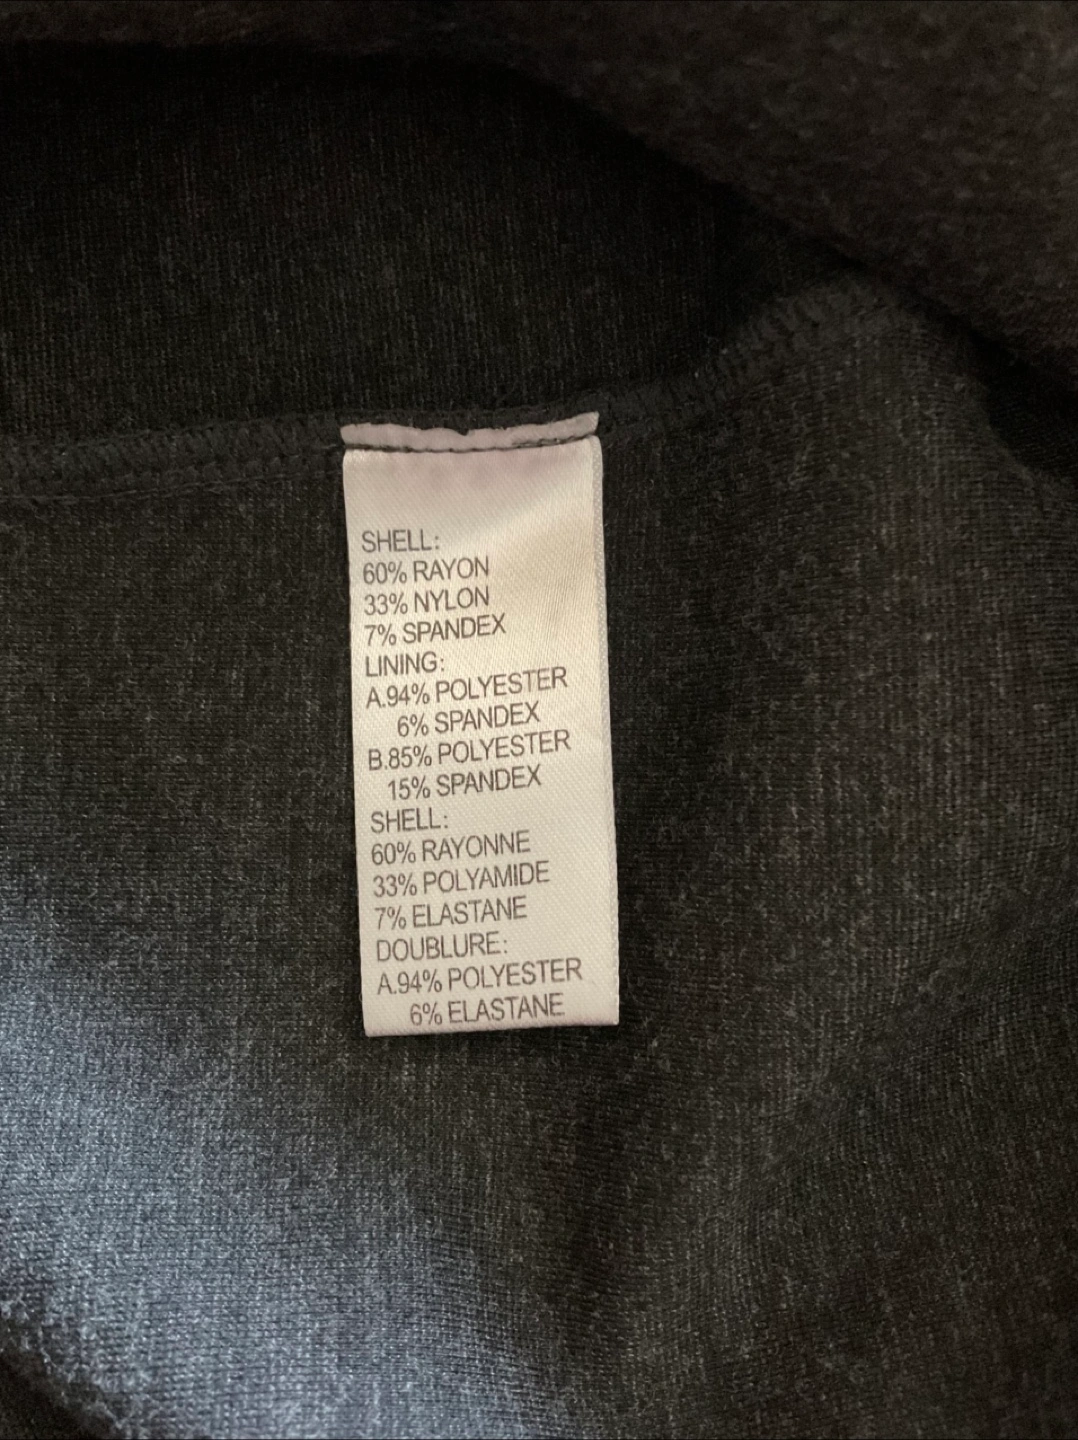 SHELL:
60% RAYON
33% NYLON
7% SPANDEX
LINING:
A.94% POLYESTER
6% SPANDEX
B.85% POLYESTER
15% SPANDEX
SHELL:
60% RAYONNE
33% POLYAMIDE
7% ELASTANE
DOUBLURE:
A.94% POLYESTER
6% ELASTANE